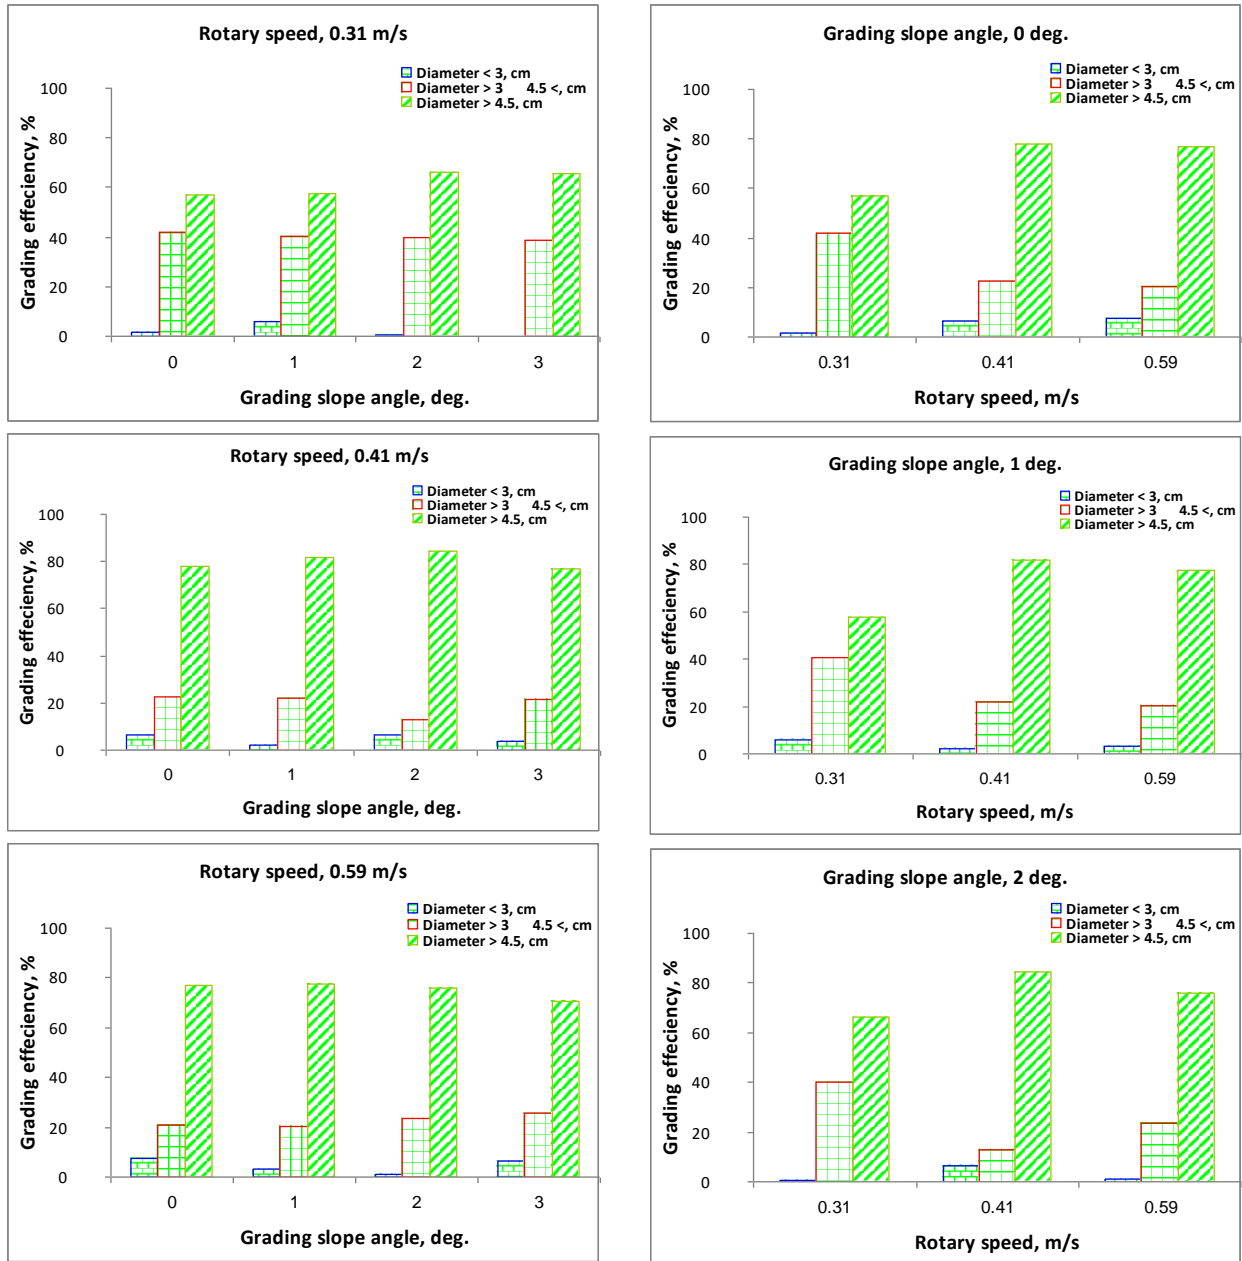 Rotary speed, 0.31 m/s
Diameter < 3, cm
Diameter > 3 4.5 <, cm
Diameter > 4.5, cm
Grading effeciency, %
100
80
60
40
20
0
0 1 2 3
Grading slope angle, deg.
Grading slope angle, 0 deg.
Diameter < 3, cm
Diameter > 3 4.5 <, cm
Diameter > 4.5, cm
Grading effeciency, %
100
80
60
40
20
0
0.31 0.41 0.59
Rotary speed, m/s
Rotary speed, 0.41 m/s
Diameter < 3, cm
Diameter > 3 4.5 <, cm
Diameter > 4.5, cm
Grading effeciency, %
100
80
60
40
20
0
0 1 2 3
Grading slope angle, deg.
Grading slope angle, 1 deg.
Diameter < 3, cm
Diameter > 3 4.5 <, cm
Diameter > 4.5, cm
Grading effeciency, %
100
80
60
40
20
0
0.31 0.41 0.59
Rotary speed, m/s
Rotary speed, 0.59 m/s
Diameter < 3, cm
Diameter > 3 4.5 <, cm
Diameter > 4.5, cm
Grading effeciency, %
100
80
60
40
20
0
0 1 2 3
Grading slope angle, deg.
Grading slope angle, 2 deg.
Diameter < 3, cm
Diameter > 3 4.5 <, cm
Diameter > 4.5, cm
Grading effeciency, %
100
80
60
40
20
0
0.31 0.41 0.59
Rotary speed, m/s